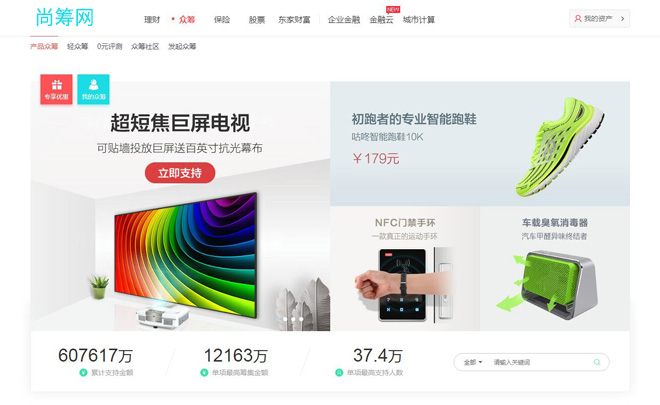 尚筹网
理财 众筹 保险 股票 东家财富 企业金融 金融云 城市计算
NEW
我的资产 >
产品众筹 轻众筹 0元评测 众筹社区 发起众筹
专享优惠 我的众筹
超短焦巨屏电视
可贴墙投放巨屏送百英寸抗光幕布
立即支持
初跑者的专业智能跑鞋
咕咚智能跑鞋10K
￥179元
NFC门禁手环
一款真正的运动手环
车载臭氧消毒器
汽车甲醛异味终结者
607617万
累计支持金额
12163万
单项最高筹集金额
37.4万
单项最高支持人数
全部 请输入关键词